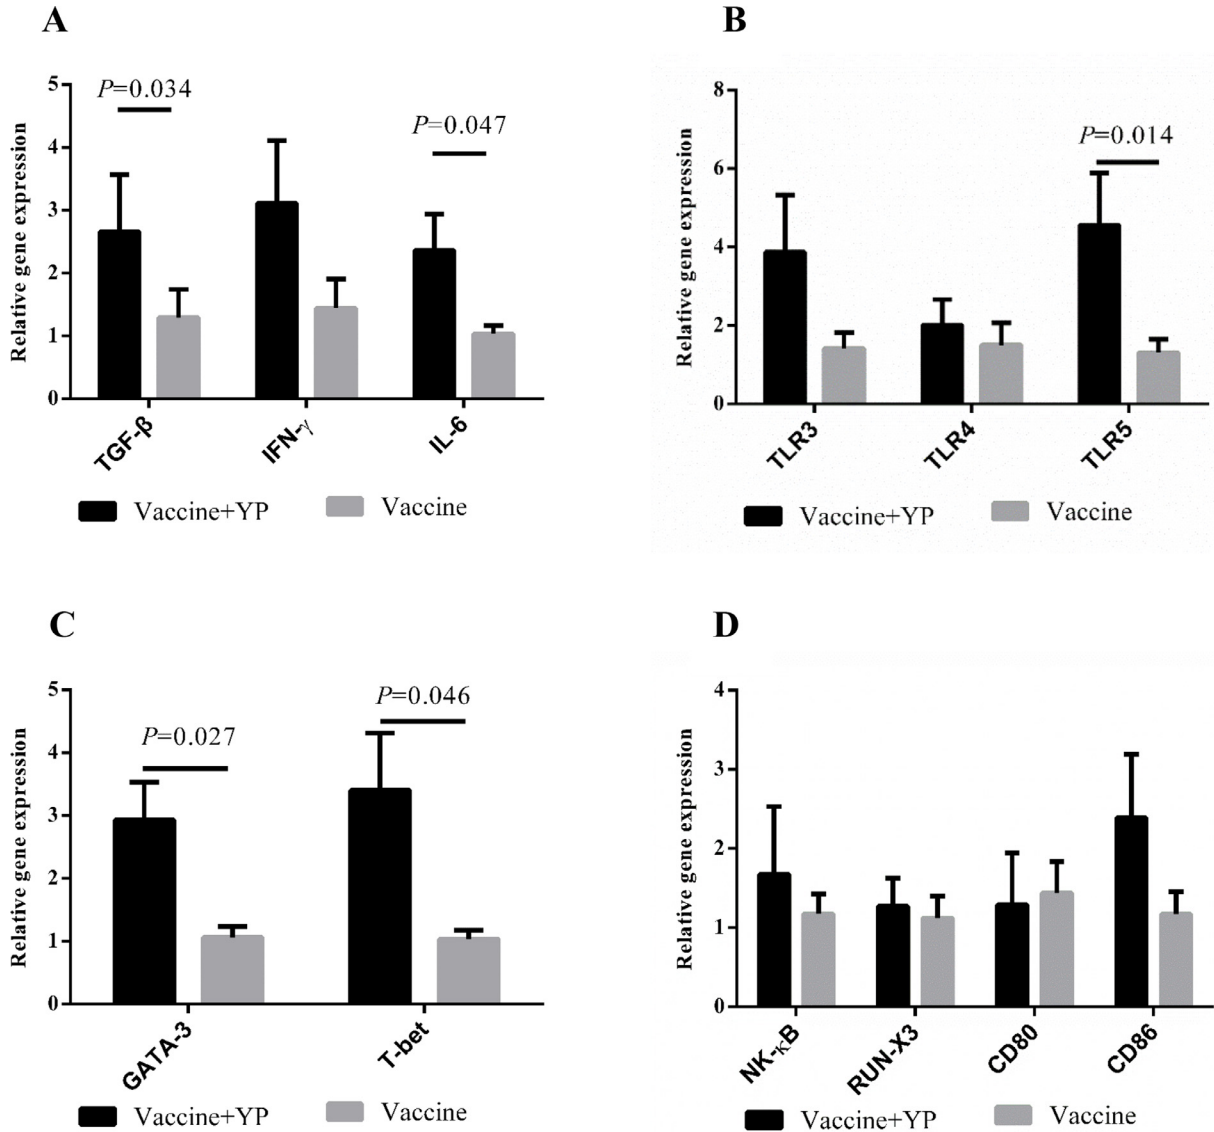 A
Relative gene expression
5
4
3
2
1
0
P=0.034
P=0.047
TGF-β
IFN-γ
IL-6
Vaccine+YP
Vaccine
B
Relative gene expression
8
6
4
2
0
P=0.014
TLR3
TLR4
TLR5
Vaccine+YP
Vaccine
C
Relative gene expression
5
4
3
2
1
0
P=0.027
P=0.046
GATA-3
T-bet
Vaccine+YP
Vaccine
D
Relative gene expression
4
3
2
1
0
NK-κB
RUN-X3
CD80
CD86
Vaccine+YP
Vaccine